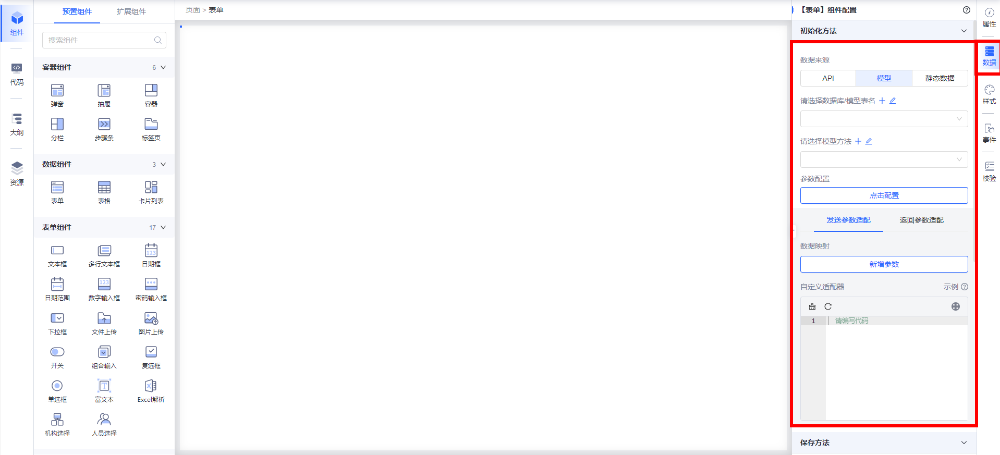 组件
代码
大纲
资源
预置组件
扩展组件
搜索组件
容器组件 6
弹窗 抽屉 容器
分栏 步骤条 标签页
数据组件 3
表单 表格 卡片列表
表单组件 17
文本框 多行文本框 日期框
123
日期范围 数字输入框 密码输入框
123
下拉框 文件上传 图片上传
开关 组合输入 复选框
单选框 富文本 Excel解析
机构选择 人员选择
页面 > 表单
【表单】组件配置
初始化方法
数据来源
API 模型 静态数据
请选择数据库/模型表名
请选择模型方法
参数配置
点击配置
发送参数适配 返回参数适配
数据映射
新增参数
自定义适配器 示例
1 请编写代码
保存方法
属性
数据
样式
事件
校验